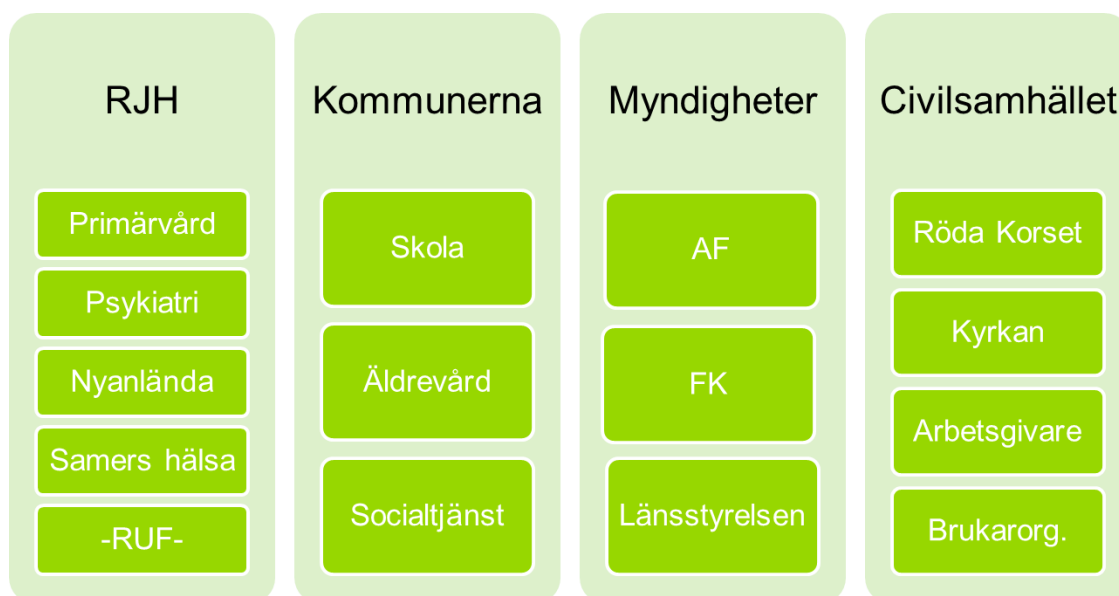 RJH
Primärvård
Psykiatri
Nyanlända
Samers hälsa
-RUF-
Kommunerna
Skola
Äldrevård
Socialtjänst
Myndigheter
AF
FK
Länsstyrelsen
Civilsamhället
Röda Korset
Kyrkan
Arbetsgivare
Brukarorg.